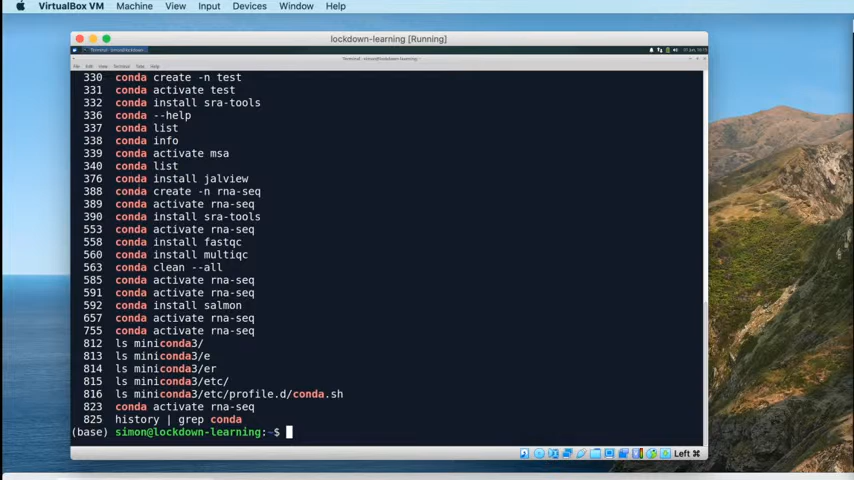 VirtualBox VM Machine View Input Devices Window Help
lockdown-learning [Running]
330 conda create -n test
331 conda activate test
332 conda install sra-tools
336 conda --help
337 conda list
338 conda info
339 conda activate msa
340 conda list
376 conda install jalview
388 conda create -n rna-seq
389 conda activate rna-seq
390 conda install sra-tools
553 conda activate rna-seq
558 conda install fastqc
560 conda install multiqc
563 conda clean --all
585 conda activate rna-seq
591 conda activate rna-seq
592 conda install salmon
657 conda activate rna-seq
755 conda activate rna-seq
812 ls miniconda3/
813 ls miniconda3/e
814 ls miniconda3/er
815 ls miniconda3/etc/
816 ls miniconda3/etc/profile.d/conda.sh
823 conda activate rna-seq
825 history | grep conda
(base) simon@lockdown-learning:~$
Left ⌘